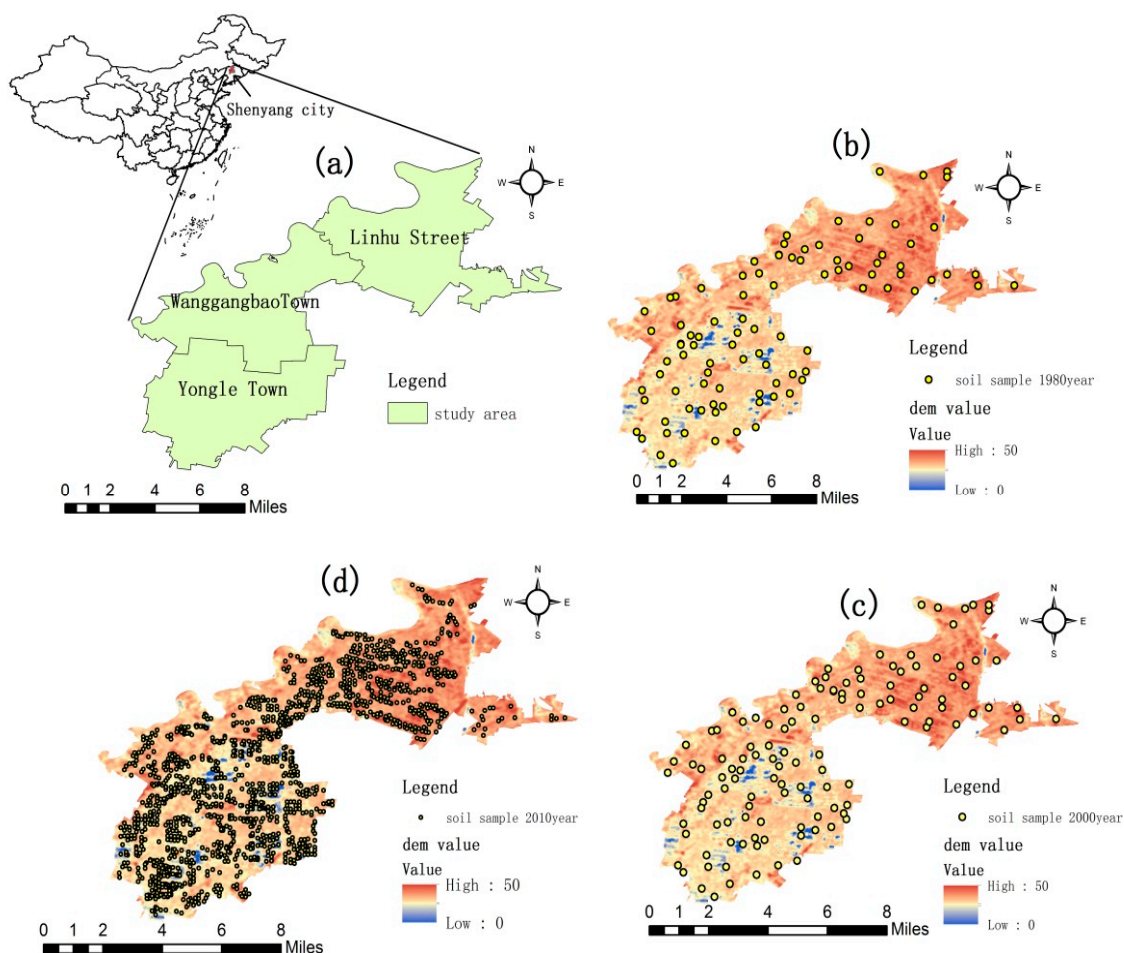 Shenyang city
(a)
N
W E
S
Linhu Street
WanggangbaoTown
Yongle Town
Legend
study area
0 1 2 4 6 8
Miles
(b)
N
W E
S
Legend
soil sample 1980year
dem value
Value
High : 50
Low : 0
0 1 2 4 6 8
Miles
(d)
N
W E
S
Legend
soil sample 2010year
dem value
Value
High : 50
Low : 0
0 1 2 4 6 8
Miles
(c)
N
W E
S
Legend
soil sample 2000year
dem value
Value
High : 50
Low : 0
0 1 2 4 6 8
Miles